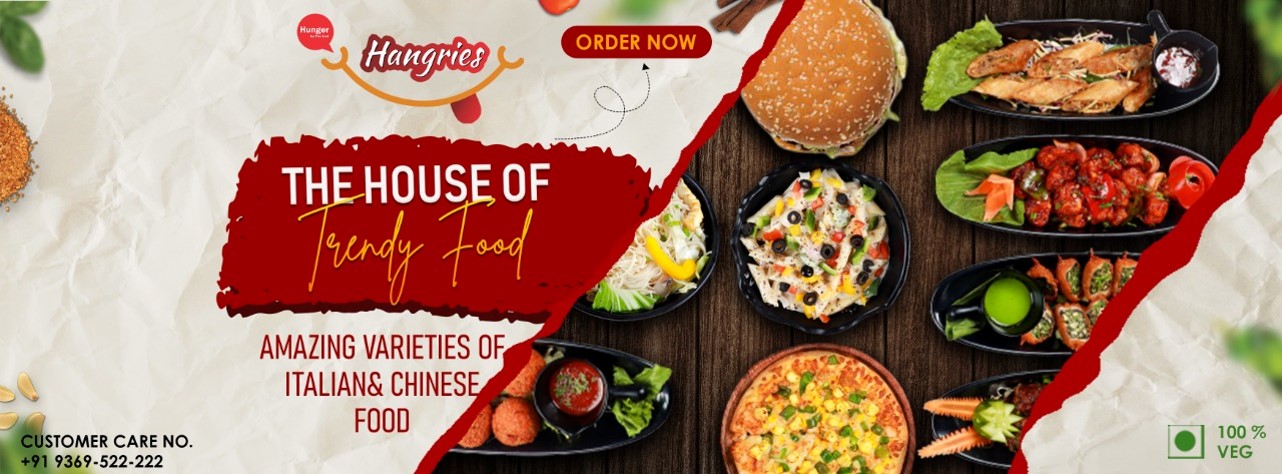 Hunger
Hangries
ORDER NOW
THE HOUSE OF
Trendy Food
AMAZING VARIETIES OF
ITALIAN& CHINESE
FOOD
CUSTOMER CARE NO.
+91 9369-522-222
100 %
VEG